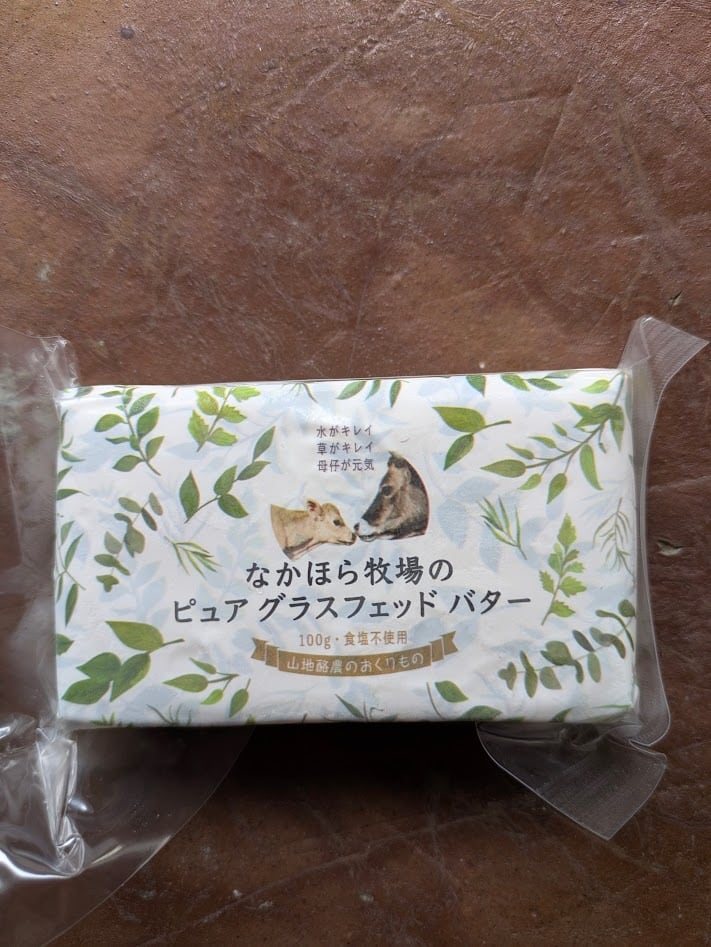 水がキレイ
草がキレイ
母仔が元気
なかほら牧場の
ピュア グラスフェッド バター
100g・食塩不使用
山地酪農のおくりもの